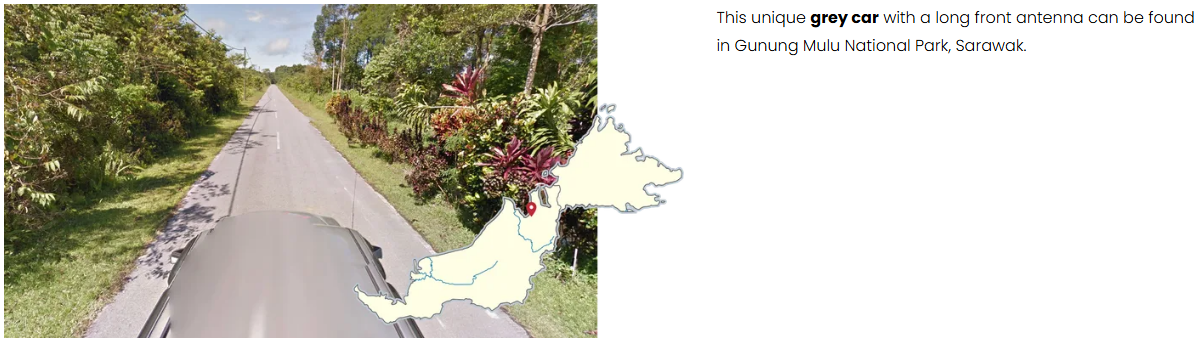 This unique grey car with a long front antenna can be found
in Gunung Mulu National Park, Sarawak.